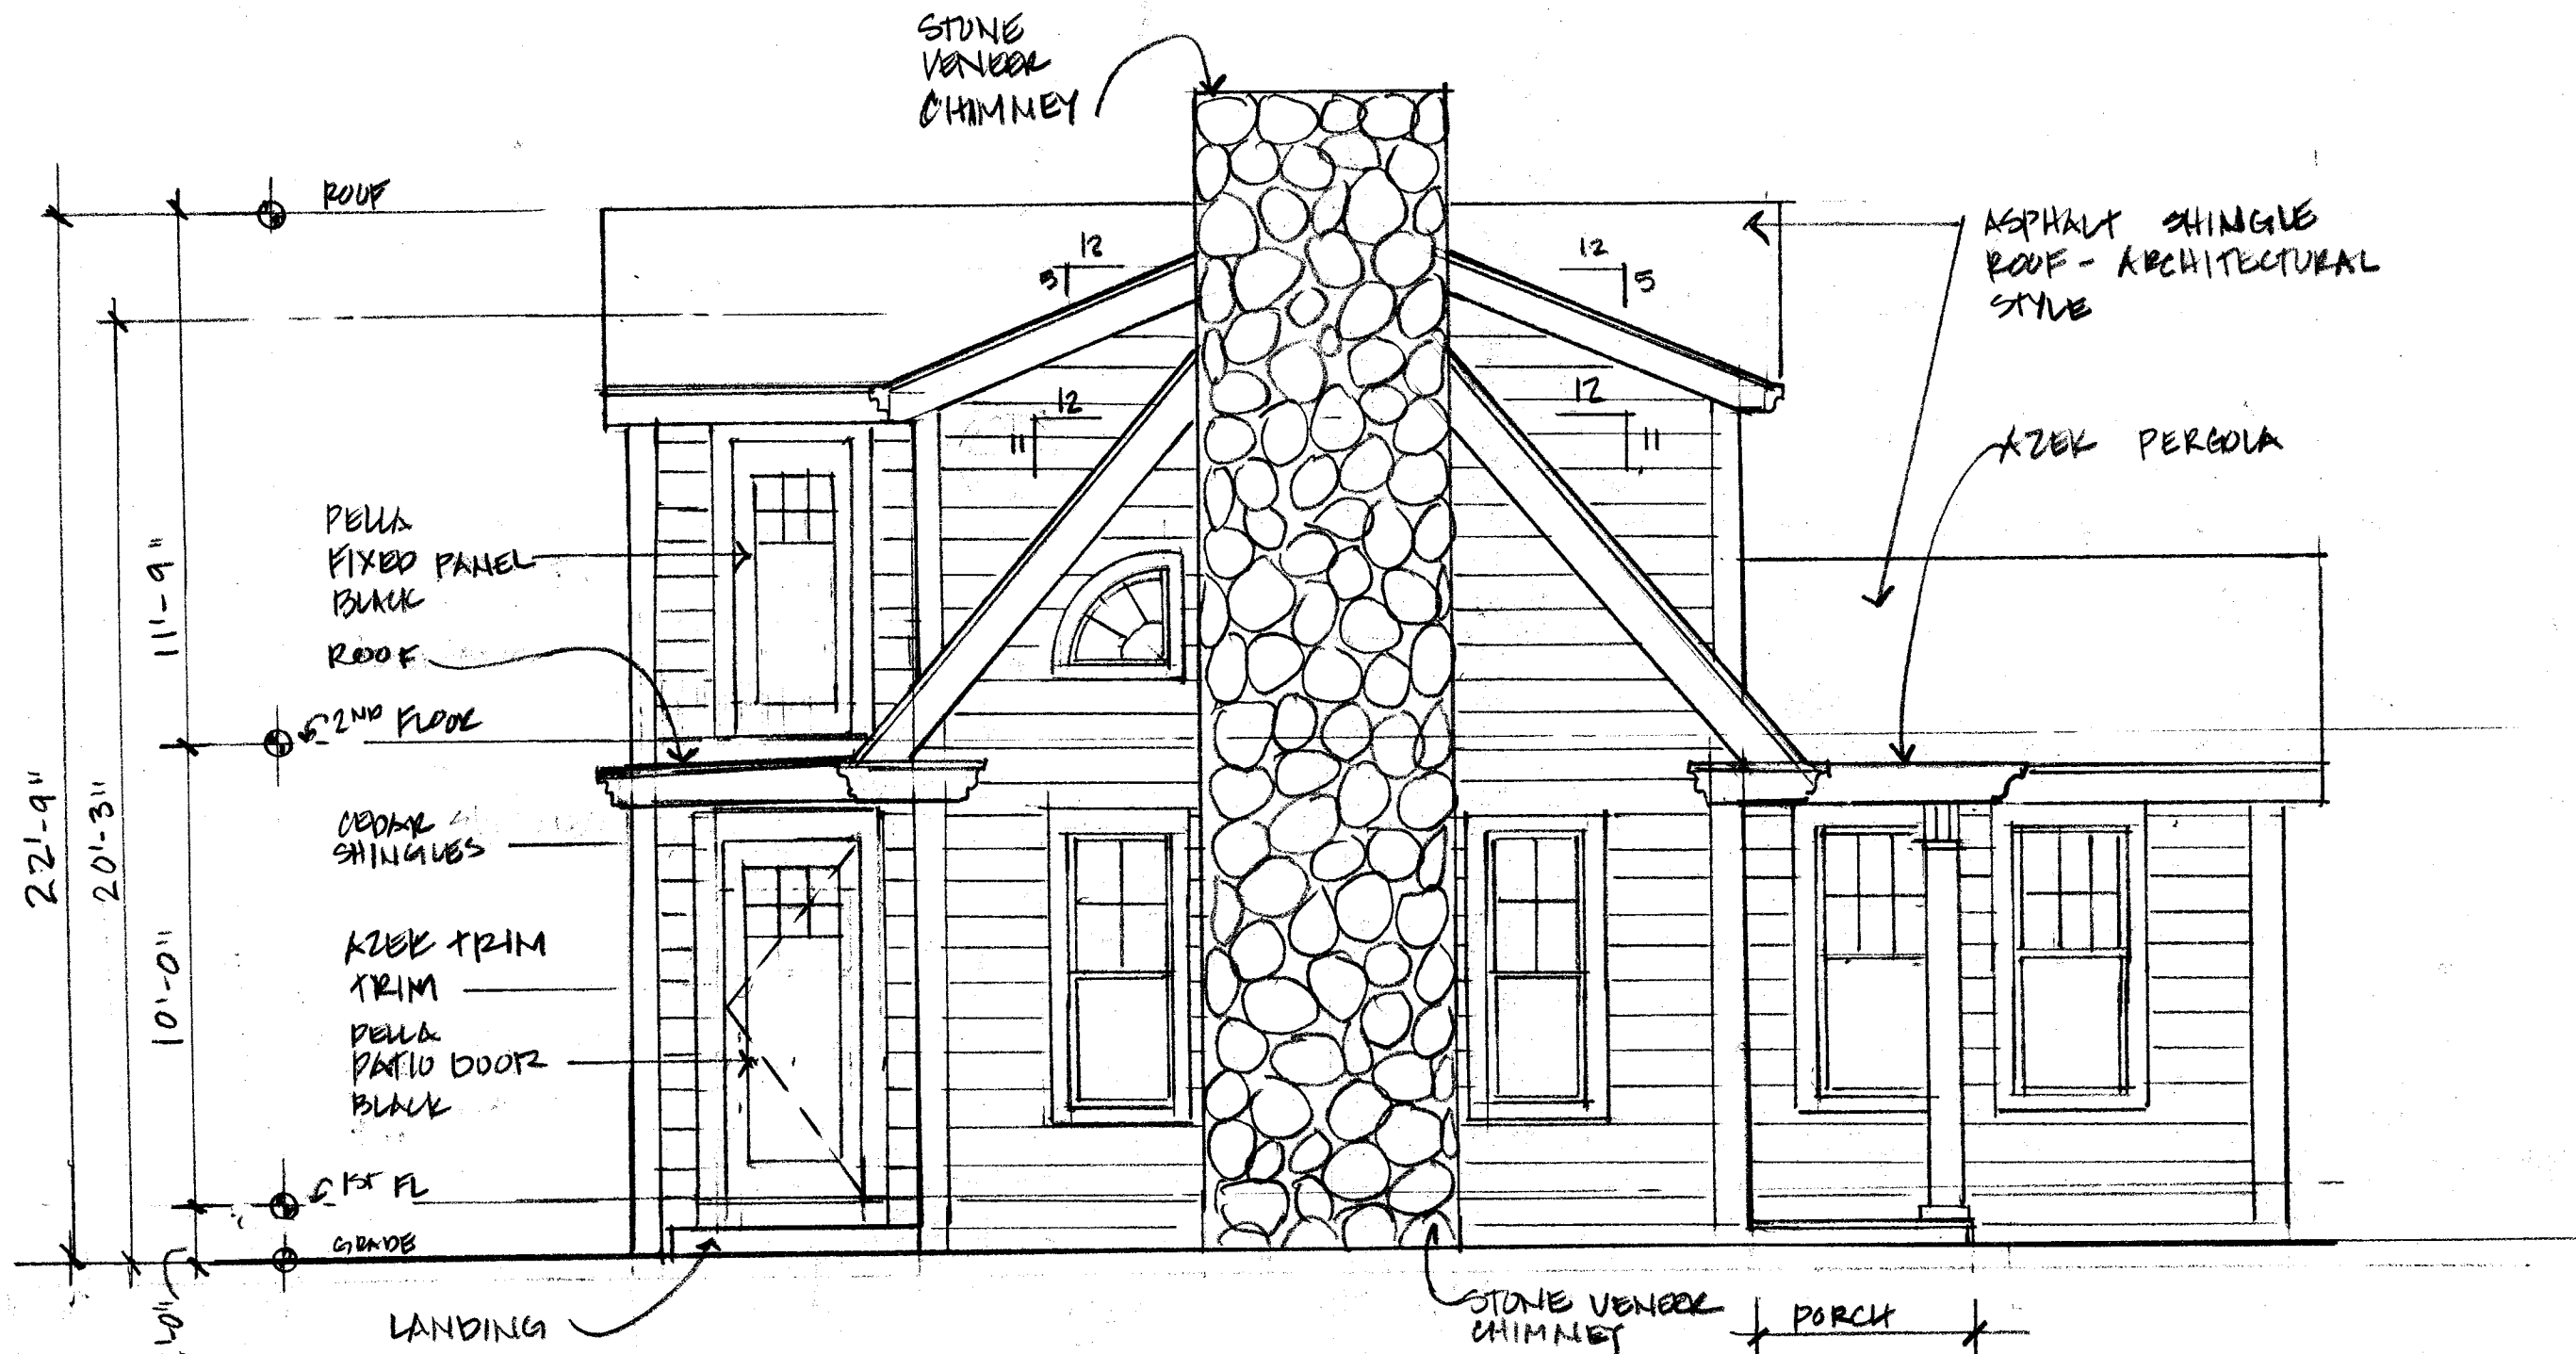 STONE
VENEER
CHIMNEY
ROOF
12
5
12
5
ASPHALT SHINGLE
ROOF - ARCHITECTURAL
STYLE
12
11
12
11
AZEK PERGOLA
PELLA
FIXED PANEL
BLACK
ROOF
11'-9"
2ND FLOOR
22'-9"
20'-3"
CEDAR
SHINGLES
AZEK TRIM
TRIM
10'-0"
PELLA
PATIO DOOR
BLACK
1ST FL
GRADE
LANDING
STONE VENEER
CHIMNEY
PORCH